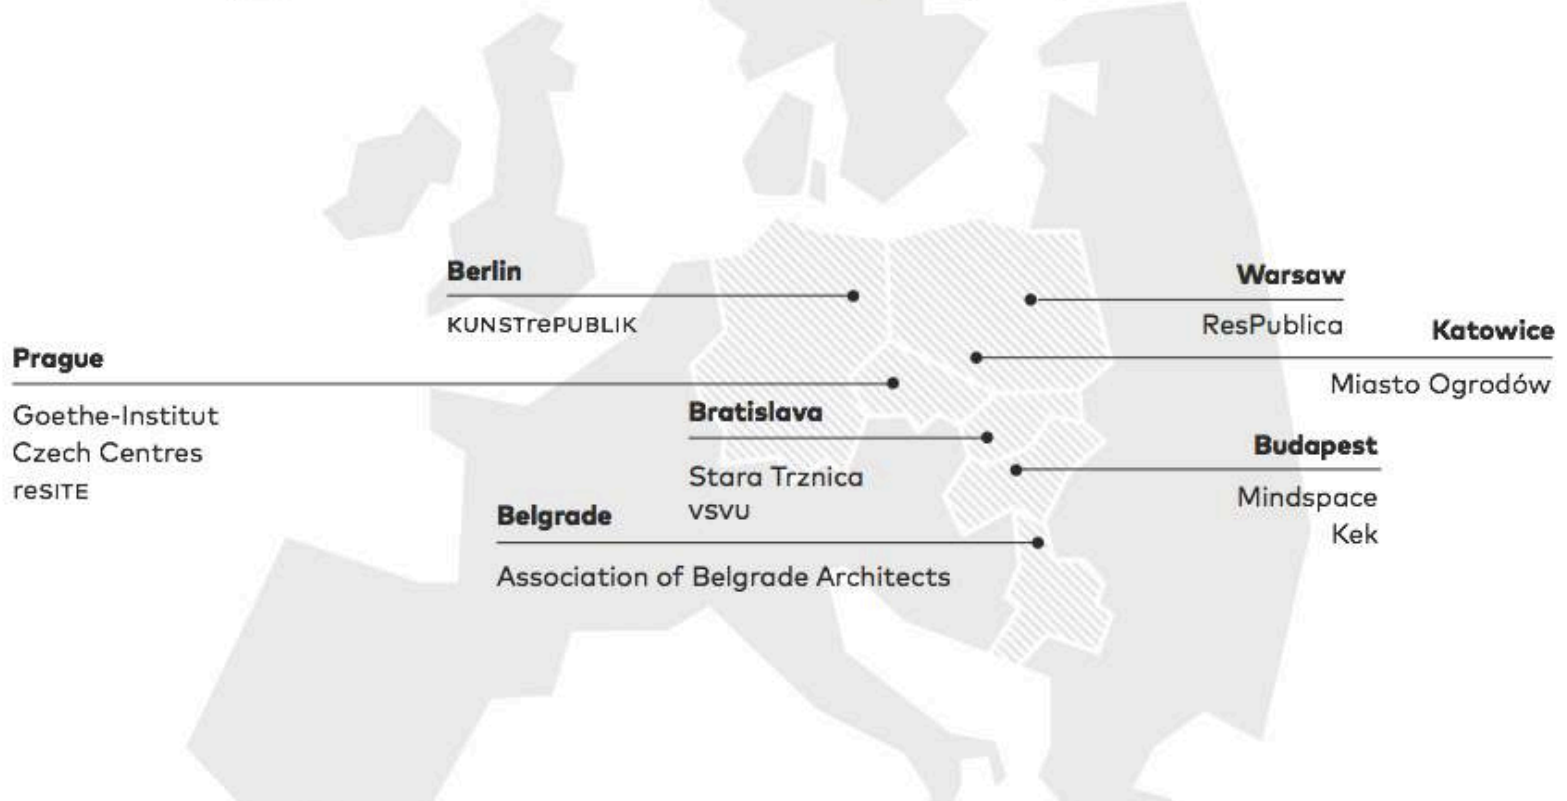 Berlin
KUNSTrePUBLIK
Warsaw
ResPublica
Katowice
Miasto Ogrodów
Prague
Goethe-Institut
Czech Centres
reSITE
Bratislava
Stara Trznica
VSVU
Budapest
Mindspace
Kek
Belgrade
Association of Belgrade Architects